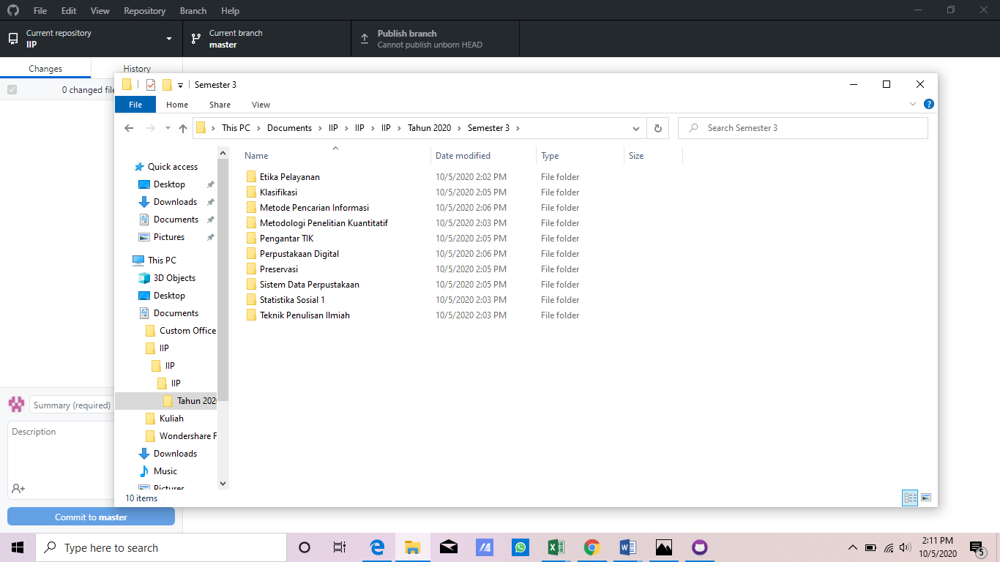 File Edit View Repository Branch Help
Current repository
IIP
Current branch
master
Publish branch
Cannot publish unborn HEAD
Changes History
0 changed file
Semester 3
File Home Share View
This PC Documents IIP IIP IIP Tahun 2020 Semester 3
Search Semester 3
Name Date modified Type Size
Etika Pelayanan 10/5/2020 2:02 PM File folder
Klasifikasi 10/5/2020 2:05 PM File folder
Metode Pencarian Informasi 10/5/2020 2:06 PM File folder
Metodologi Penelitian Kuantitatif 10/5/2020 2:03 PM File folder
Pengantar TIK 10/5/2020 2:05 PM File folder
Perpustakaan Digital 10/5/2020 2:06 PM File folder
Preservasi 10/5/2020 2:05 PM File folder
Sistem Data Perpustakaan 10/5/2020 2:05 PM File folder
Statistika Sosial 1 10/5/2020 2:03 PM File folder
Teknik Penulisan Ilmiah 10/5/2020 2:03 PM File folder
Quick access
Desktop
Downloads
Documents
Pictures
This PC
3D Objects
Desktop
Documents
Custom Office
IIP
IIP
IIP
Tahun 202
Kuliah
Wondershare F
Downloads
Music
Pictures
10 items
Summary (required)
Description
Commit to master
Type here to search
2:11 PM
10/5/2020
5